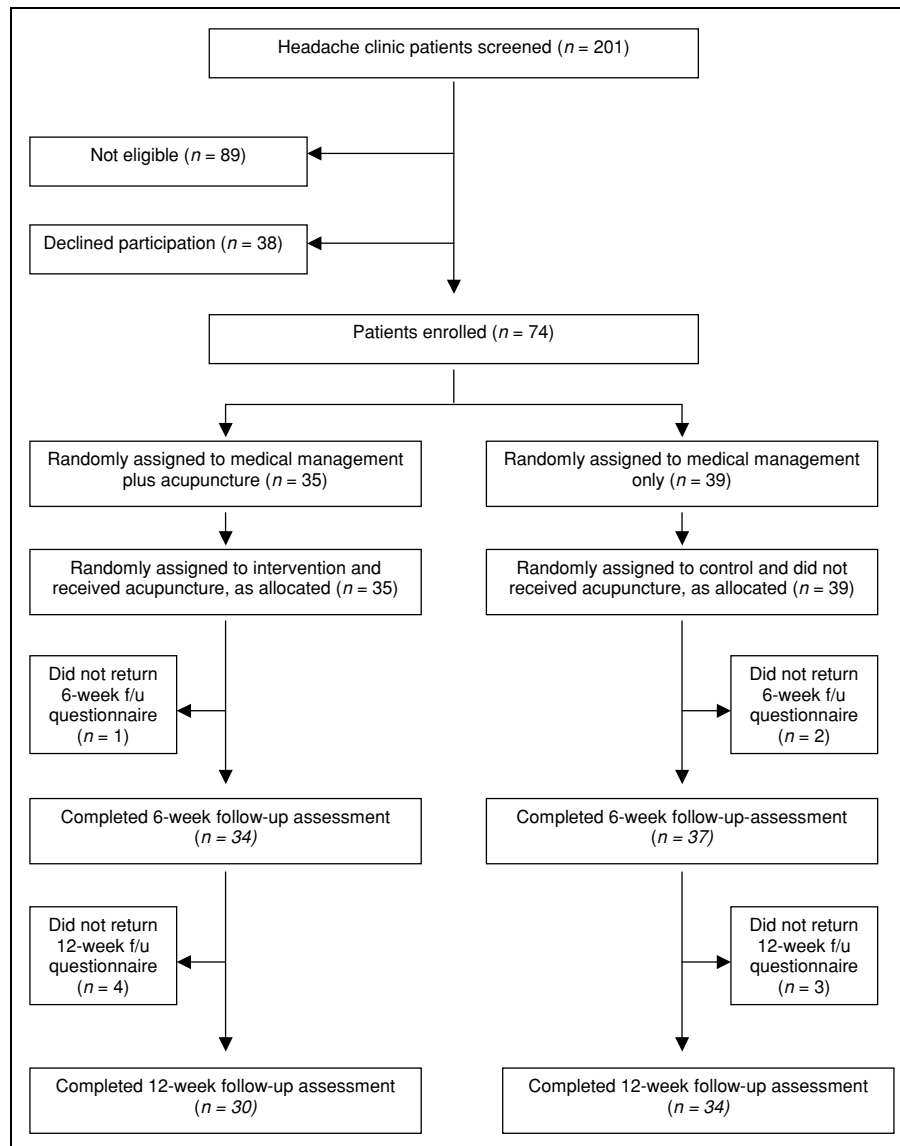 Headache clinic patients screened (n = 201)
Not eligible (n = 89)
Declined participation (n = 38)
Patients enrolled (n = 74)
Randomly assigned to medical management
plus acupuncture (n = 35)
Randomly assigned to medical management
only (n = 39)
Randomly assigned to intervention and
received acupuncture, as allocated (n = 35)
Randomly assigned to control and did not
received acupuncture, as allocated (n = 39)
Did not return
6-week f/u
questionnaire
(n = 1)
Did not return
6-week f/u
questionnaire
(n = 2)
Completed 6-week follow-up assessment
(n = 34)
Completed 6-week follow-up-assessment
(n = 37)
Did not return
12-week f/u
questionnaire
(n = 4)
Did not return
12-week f/u
questionnaire
(n = 3)
Completed 12-week follow-up assessment
(n = 30)
Completed 12-week follow-up assessment
(n = 34)